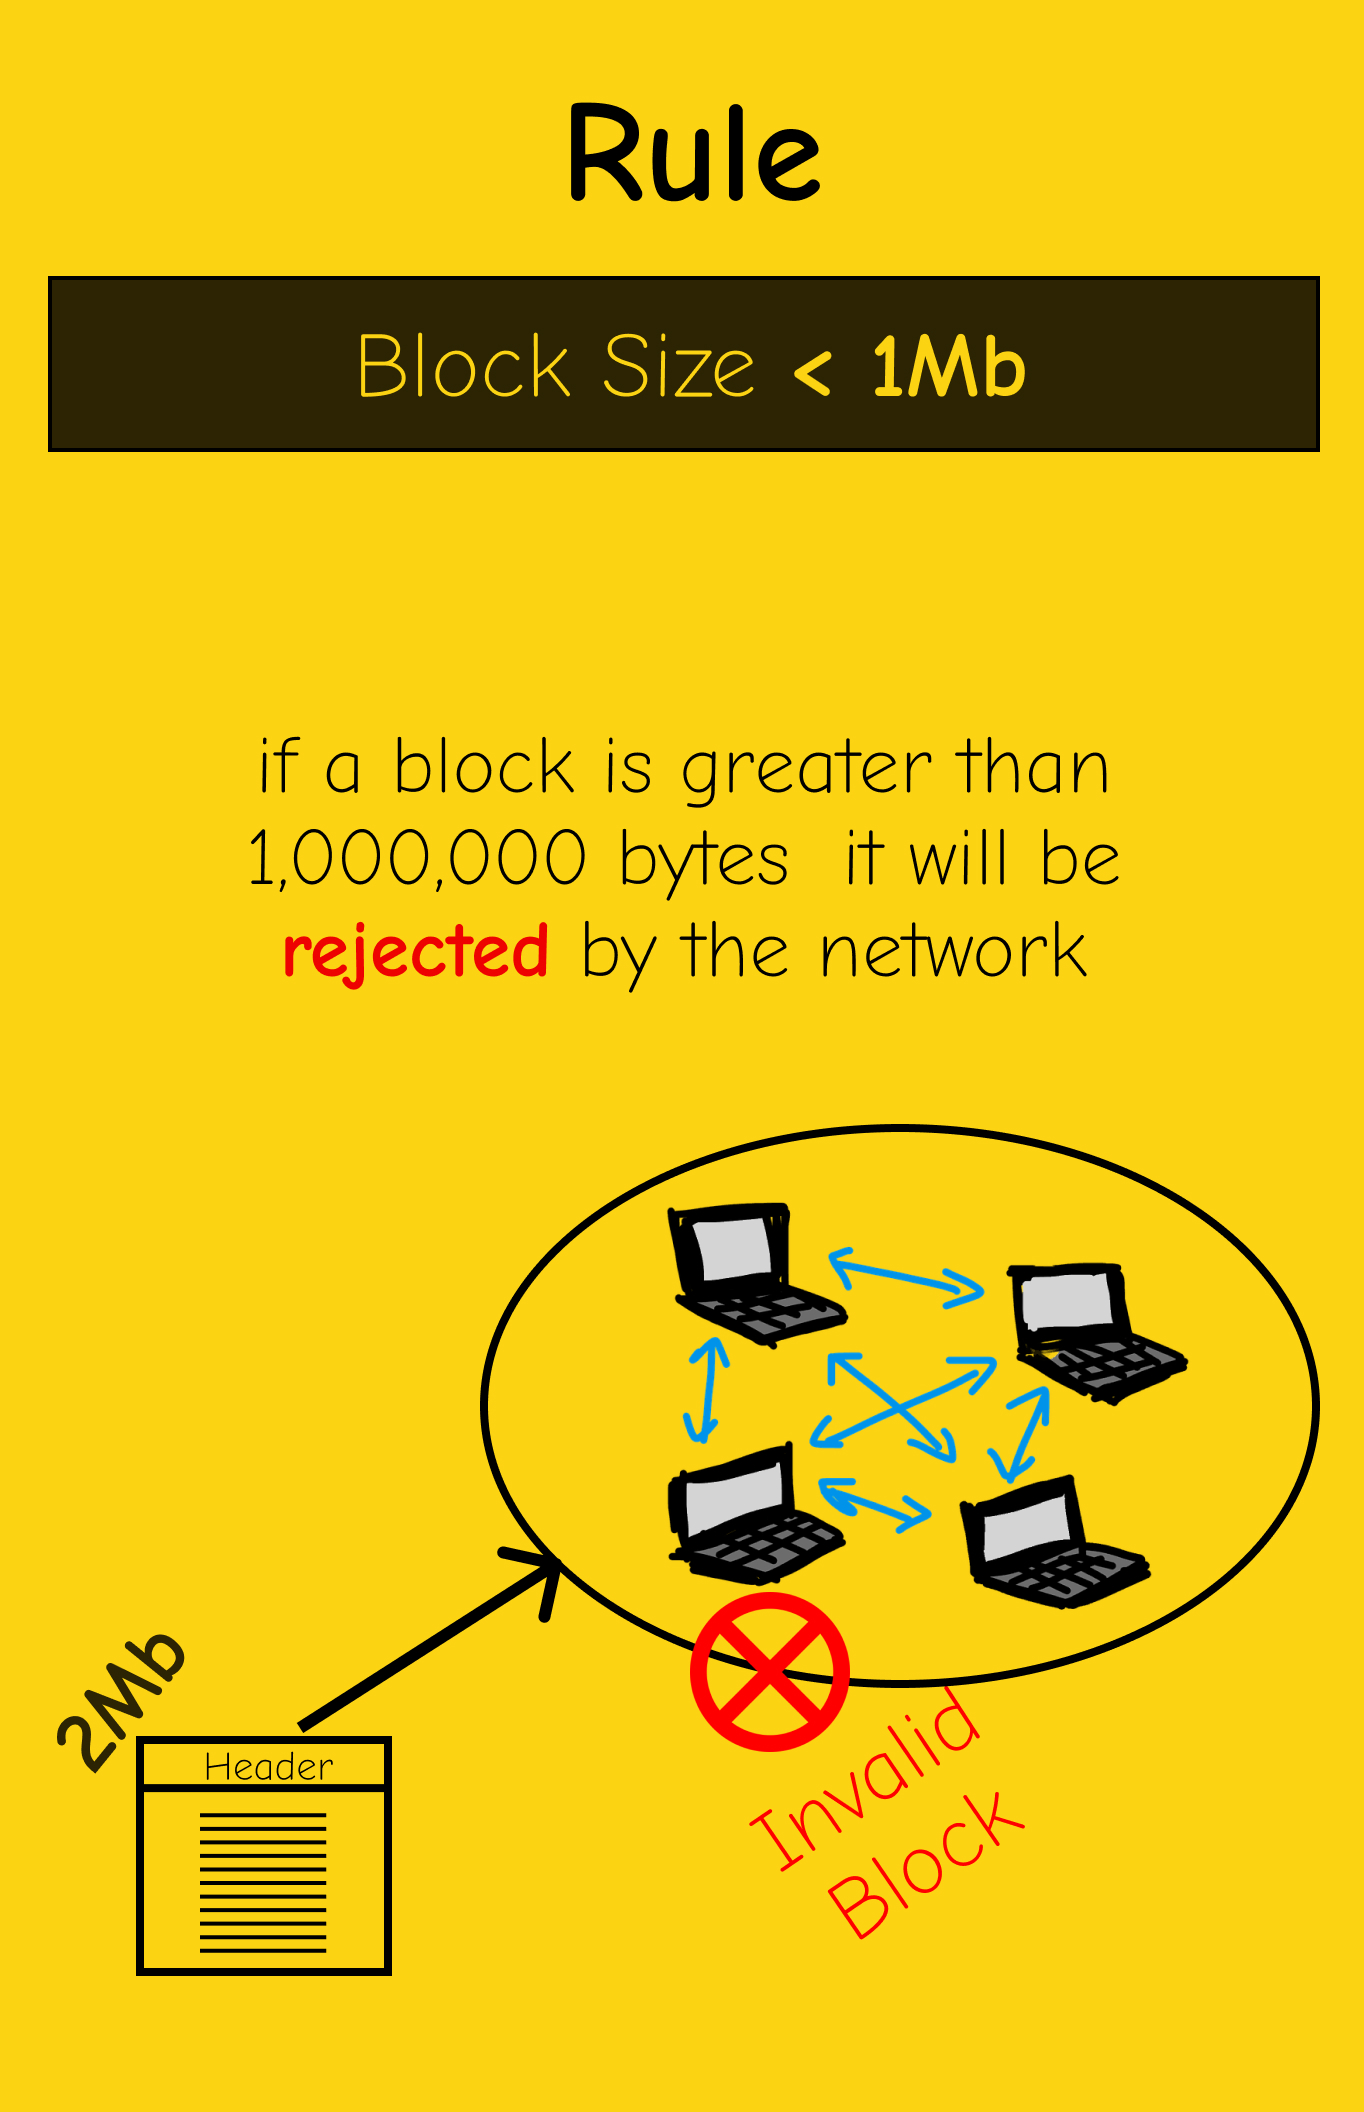 Rule
Block Size < 1Mb
if a block is greater than
1,000,000 bytes it will be
rejected by the network
2Mb
Header
Invalid
Block